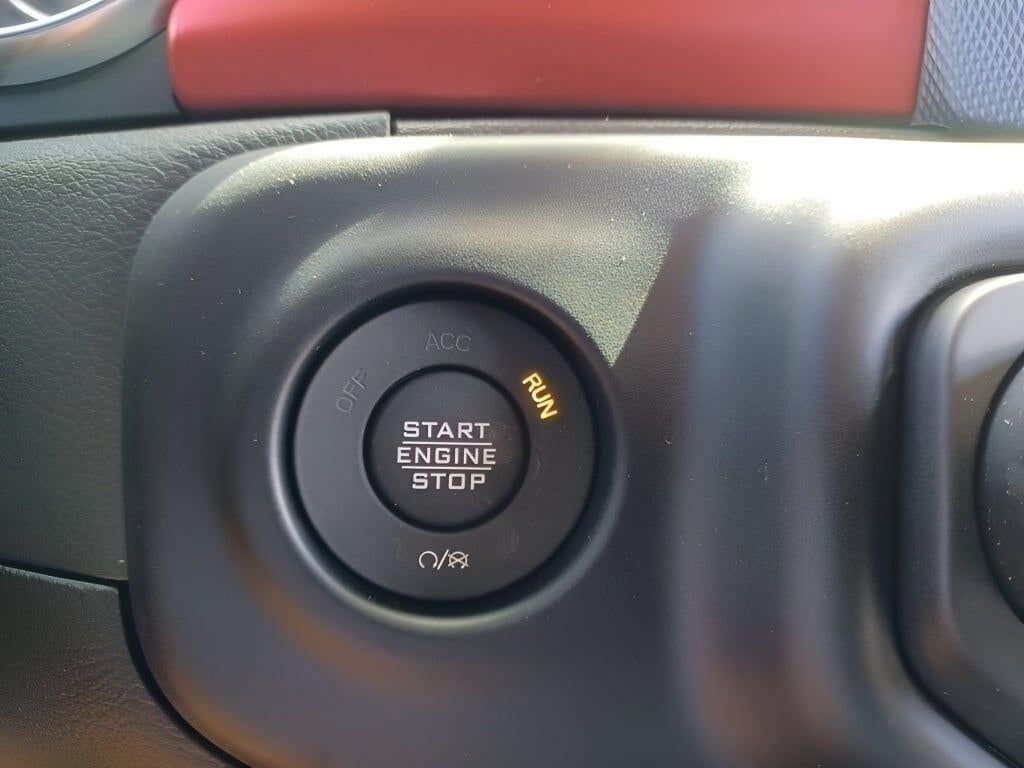 ACC
OFF
RUN
START
ENGINE
STOP